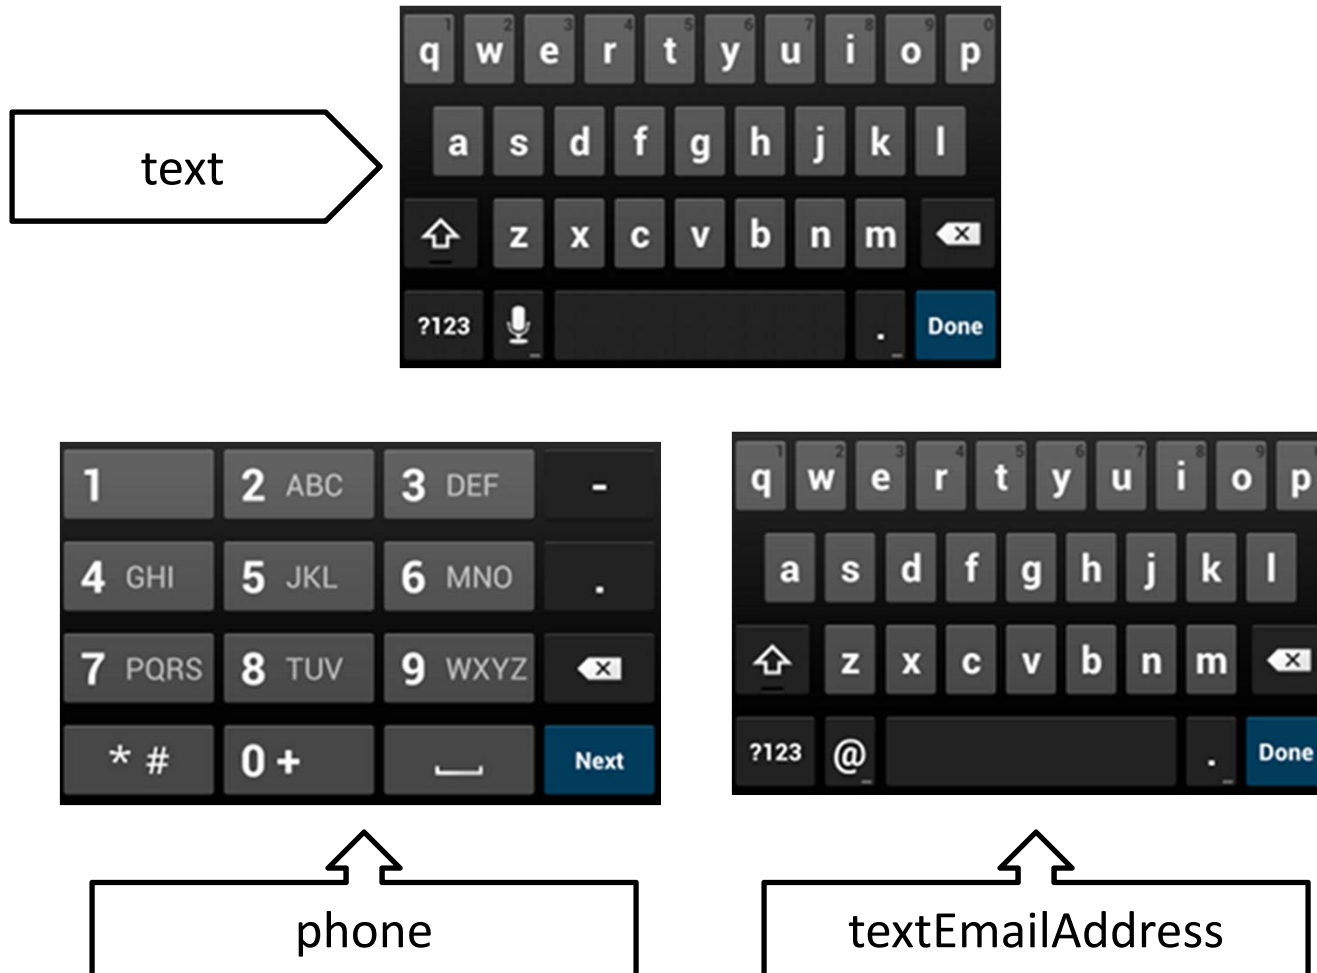 1 2 3 4 5 6 7 8 9 0
q w e r t y u i o p
a s d f g h j k l
text
z x c v b n m
?123 . Done
1 2 ABC 3 DEF -
4 GHI 5 JKL 6 MNO .
7 PQRS 8 TUV 9 WXYZ
* # 0 + Next
phone
1 2 3 4 5 6 7 8 9
q w e r t y u i o p
a s d f g h j k l
z x c v b n m
?123 @ . Done
textEmailAddress